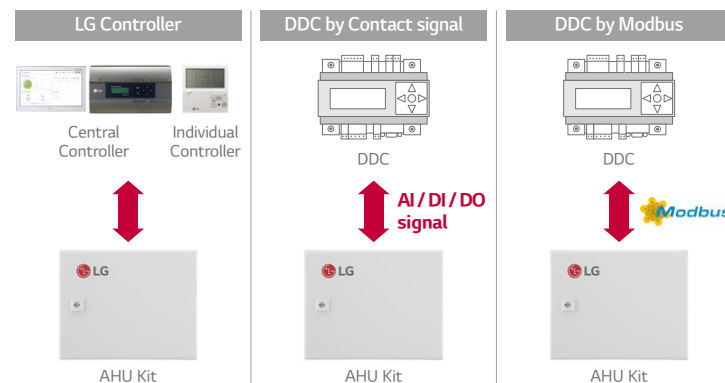 LG Controller
DDC by Contact signal
DDC by Modbus
Central
Controller
Individual
Controller
DDC
DDC
AI / DI / DO
signal
Modbus
LG
LG
LG
AHU Kit
AHU Kit
AHU Kit